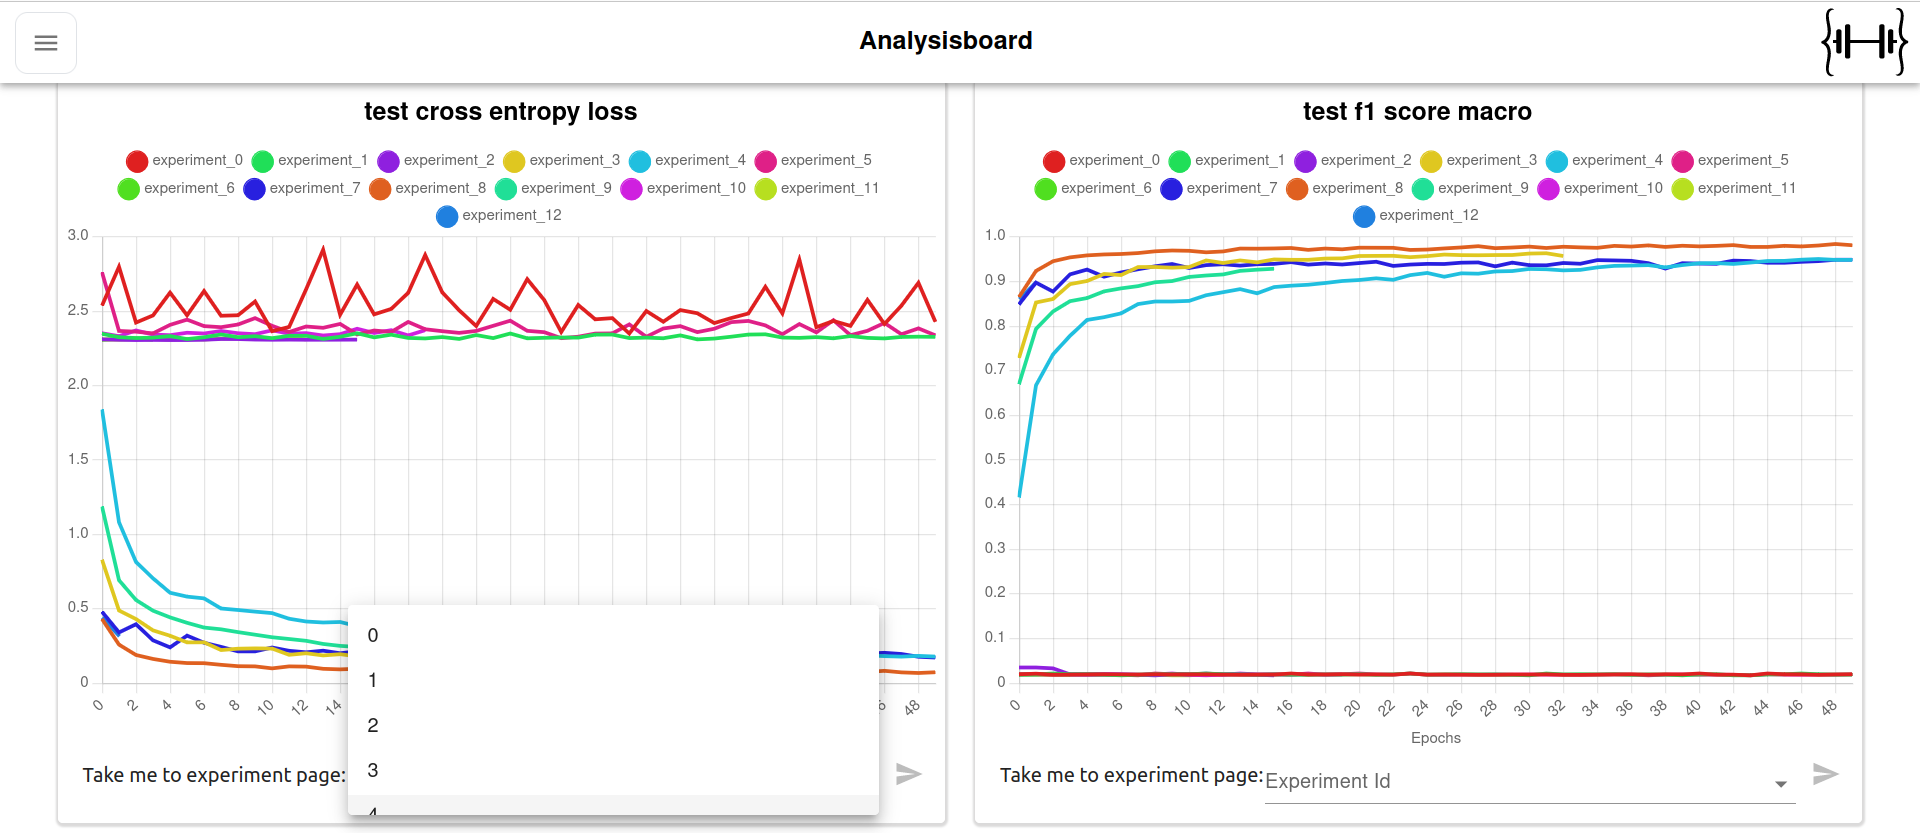 Analysisboard
test cross entropy loss
experiment_0 experiment_1 experiment_2 experiment_3 experiment_4 experiment_5
experiment_6 experiment_7 experiment_8 experiment_9 experiment_10 experiment_11
experiment_12
3.0
2.5
2.0
1.5
1.0
0.5
0
0 2 4 6 8 10 12 14 48
0
1
2
3
4
Take me to experiment page:
test f1 score macro
experiment_0 experiment_1 experiment_2 experiment_3 experiment_4 experiment_5
experiment_6 experiment_7 experiment_8 experiment_9 experiment_10 experiment_11
experiment_12
1.0
0.9
0.8
0.7
0.6
0.5
0.4
0.3
0.2
0.1
0
0 2 4 6 8 10 12 14 16 18 20 22 24 26 28 30 32 34 36 38 40 42 44 46 48
Epochs
Take me to experiment page: Experiment Id